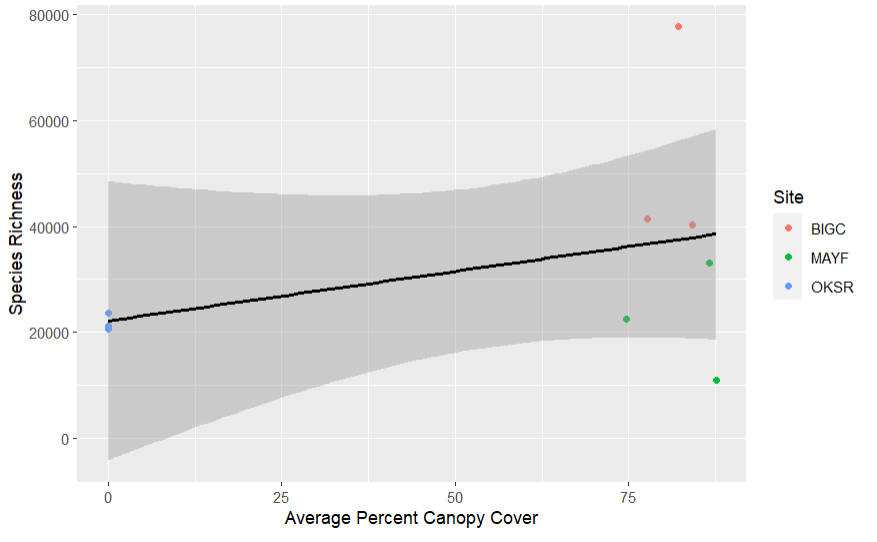 80000
60000
40000
20000
0
Species Richness
0 25 50 75
Average Percent Canopy Cover
Site
BIGC
MAYF
OKSR